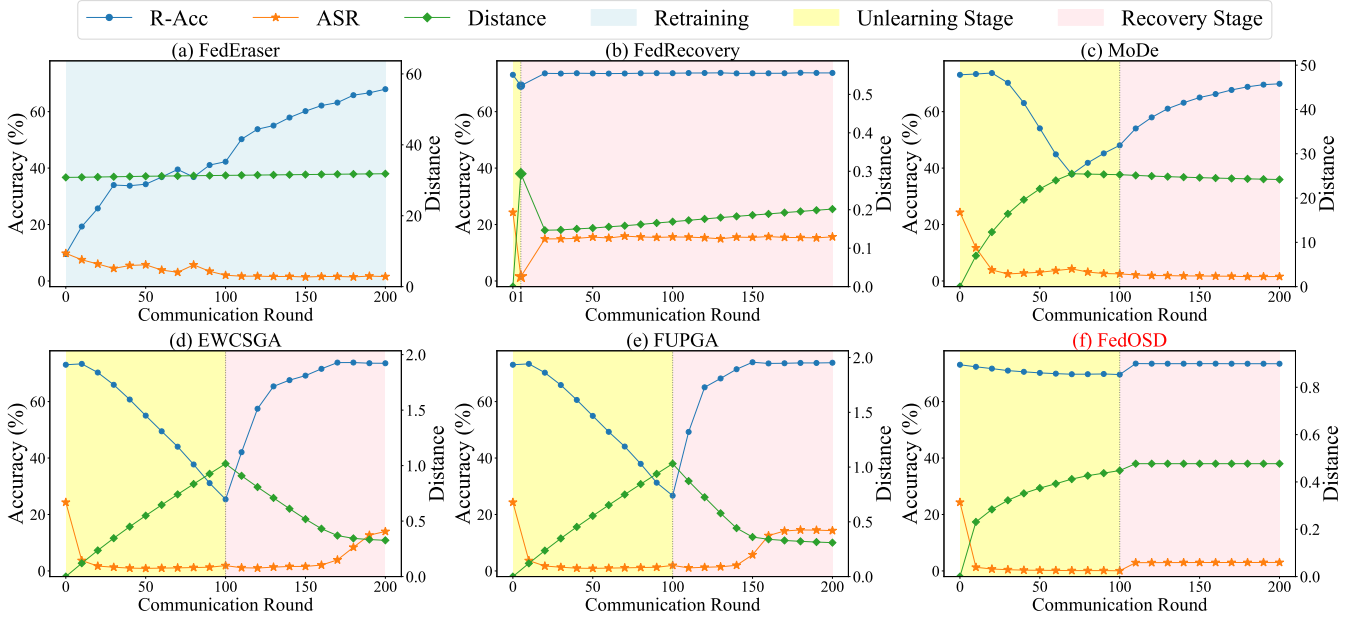 R-Acc ASR Distance Retraining Unlearning Stage Recovery Stage
(a) FedEraser
Accuracy (%)
60
40
20
0
60
40
20
0
Distance
0 50 100 150 200
Communication Round
(b) FedRecovery
Accuracy (%)
60
40
20
0
0.5
0.4
0.3
0.2
0.1
0.0
Distance
0 1 50 100 150
Communication Round
(c) MoDe
Accuracy (%)
60
40
20
0
50
40
30
20
10
0
Distance
0 50 100 150 200
Communication Round
(d) EWCSGA
Accuracy (%)
60
40
20
0
2.0
1.5
1.0
0.5
0.0
Distance
0 50 100 150 200
Communication Round
(e) FUPGA
Accuracy (%)
60
40
20
0
2.0
1.5
1.0
0.5
0.0
Distance
0 50 100 150 200
Communication Round
(f) FedOSD
Accuracy (%)
60
40
20
0
0.8
0.6
0.4
0.2
0.0
Distance
0 50 100 150 200
Communication Round